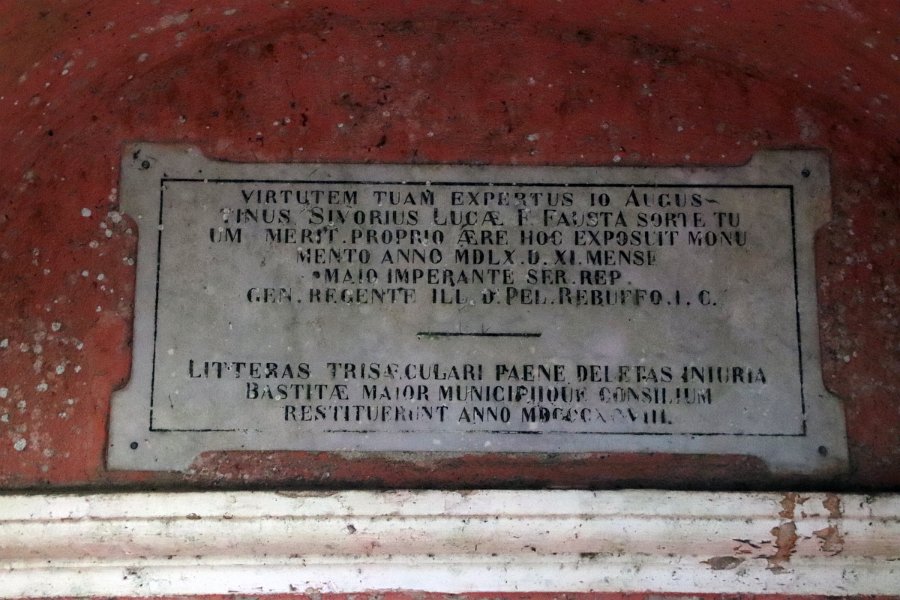 VIRTUTEM TUAM EXPERTUS IO AUGUS~
TINUS SIVORIUS LUCÆ F. FAUSTA SORTE TU
UM MERIT. PROPRIO ÆRE HOC EXPOSUIT MONU
MENTO ANNO MDLX.D.XI.MENSE
MAIO IMPERANTE SER.REP.
GEN. REGENTE ILL. D. PEL. REBUFFO.I.C.
LITTERAS TRISÆCULARI PAENE DELETAS INIURIA
BASTITÆ MAIOR MUNICIPIIQUE CONSILIUM
RESTITUERUNT ANNO MDCCCXCVIII.